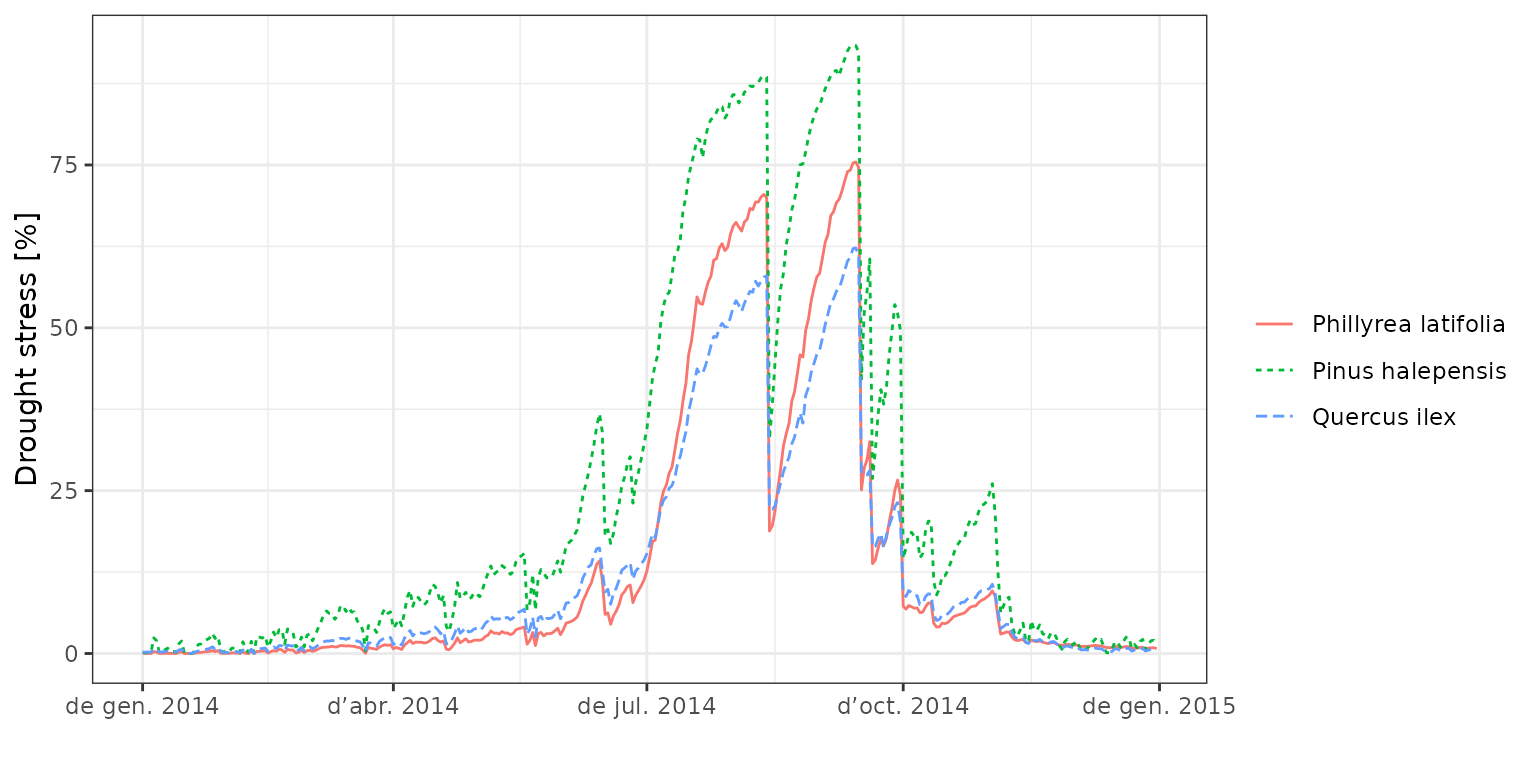 Drought stress [%]
75
50
25
0
de gen. 2014
d’abr. 2014
de jul. 2014
d’oct. 2014
de gen. 2015
Phillyrea latifolia
Pinus halepensis
Quercus ilex